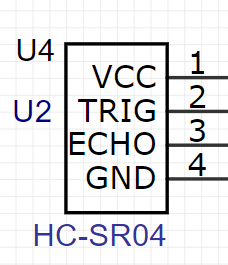 U4
VCC 1
U2 TRIG 2
ECHO 3
GND 4
HC-SR04